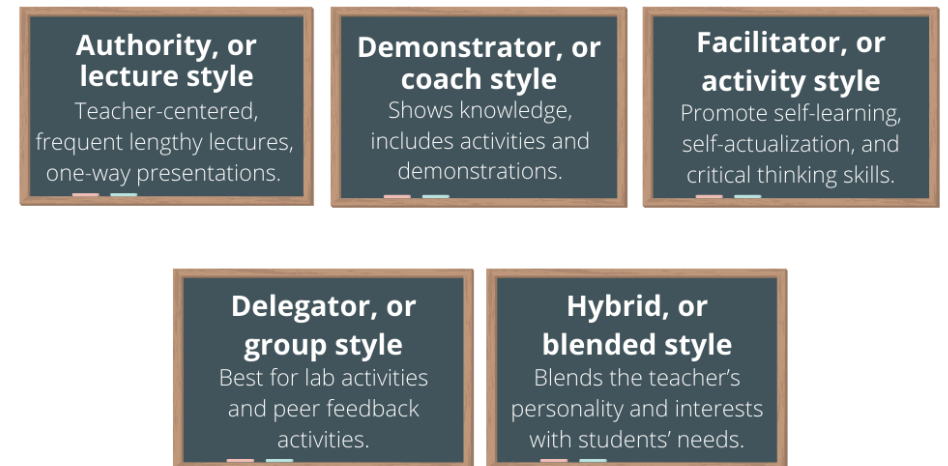 Authority, or
lecture style
Teacher-centered,
frequent lengthy lectures,
one-way presentations.
Demonstrator, or
coach style
Shows knowledge,
includes activities and
demonstrations.
Facilitator, or
activity style
Promote self-learning,
self-actualization, and
critical thinking skills.
Delegator, or
group style
Best for lab activities
and peer feedback
activities.
Hybrid, or
blended style
Blends the teacher’s
personality and interests
with students’ needs.